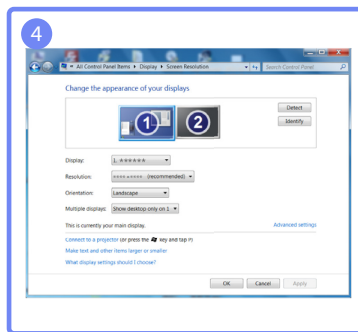 4
« All Control Panel Items ▸ Display ▸ Screen Resolution
Search Control Panel
Change the appearance of your displays
1
2
Detect
Identify
Display: 1. ******
Resolution: **** × **** (recommended)
Orientation: Landscape
Multiple displays: Show desktop only on 1
This is currently your main display.
Advanced settings
Connect to a projector (or press the key and tap P)
Make text and other items larger or smaller
What display settings should I choose?
OK
Cancel
Apply